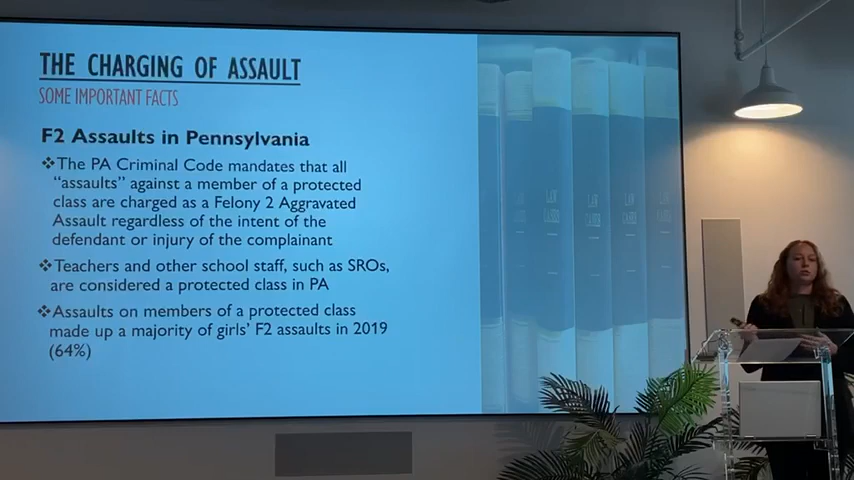 THE CHARGING OF ASSAULT
SOME IMPORTANT FACTS
F2 Assaults in Pennsylvania
❖The PA Criminal Code mandates that all
"assaults" against a member of a protected
class are charged as a Felony 2 Aggravated
Assault regardless of the intent of the
defendant or injury of the complainant
❖Teachers and other school staff, such as SROs,
are considered a protected class in PA
❖Assaults on members of a protected class
made up a majority of girls' F2 assaults in 2019
(64%)
LAW